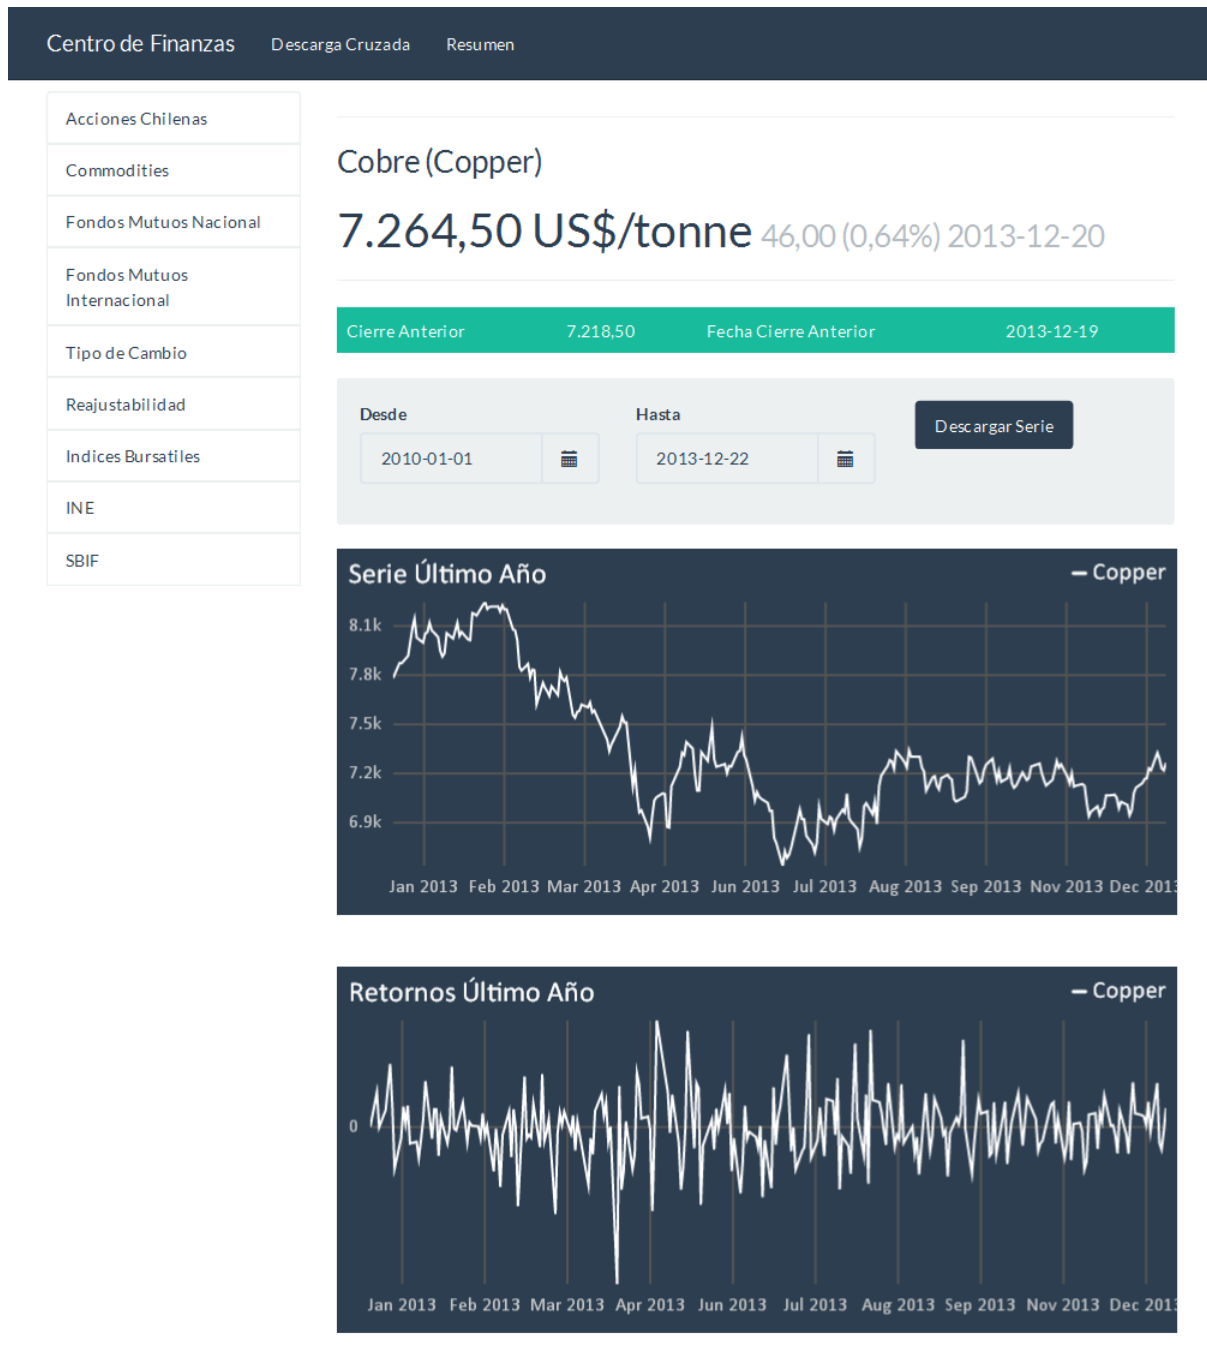 Centro de Finanzas Descarga Cruzada Resumen
Acciones Chilenas
Commodities
Fondos Mutuos Nacional
Fondos Mutuos
Internacional
Tipo de Cambio
Reajustabilidad
Indices Bursatiles
INE
SBIF
Cobre (Copper)
7.264,50 US$/tonne 46,00 (0,64%) 2013-12-20
Cierre Anterior 7.218,50 Fecha Cierre Anterior 2013-12-19
Desde Hasta
Descargar Serie
2010-01-01 2013-12-22
Serie Último Año Copper
8.1k
7.8k
7.5k
7.2k
6.9k
Jan 2013 Feb 2013 Mar 2013 Apr 2013 Jun 2013 Jul 2013 Aug 2013 Sep 2013 Nov 2013 Dec 2013
Retornos Último Año Copper
0
Jan 2013 Feb 2013 Mar 2013 Apr 2013 Jun 2013 Jul 2013 Aug 2013 Sep 2013 Nov 2013 Dec 2013